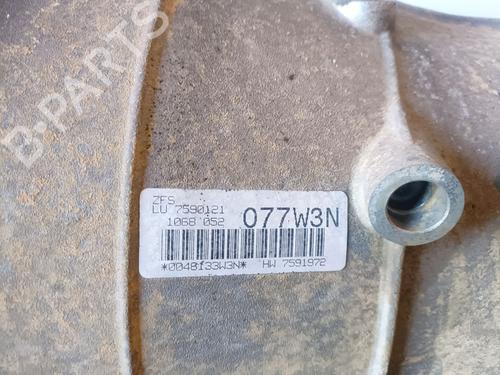 B-PARTS
ZFS
LU 7590121
1068 052
077W3N
*0048133W3N* HW 7591972